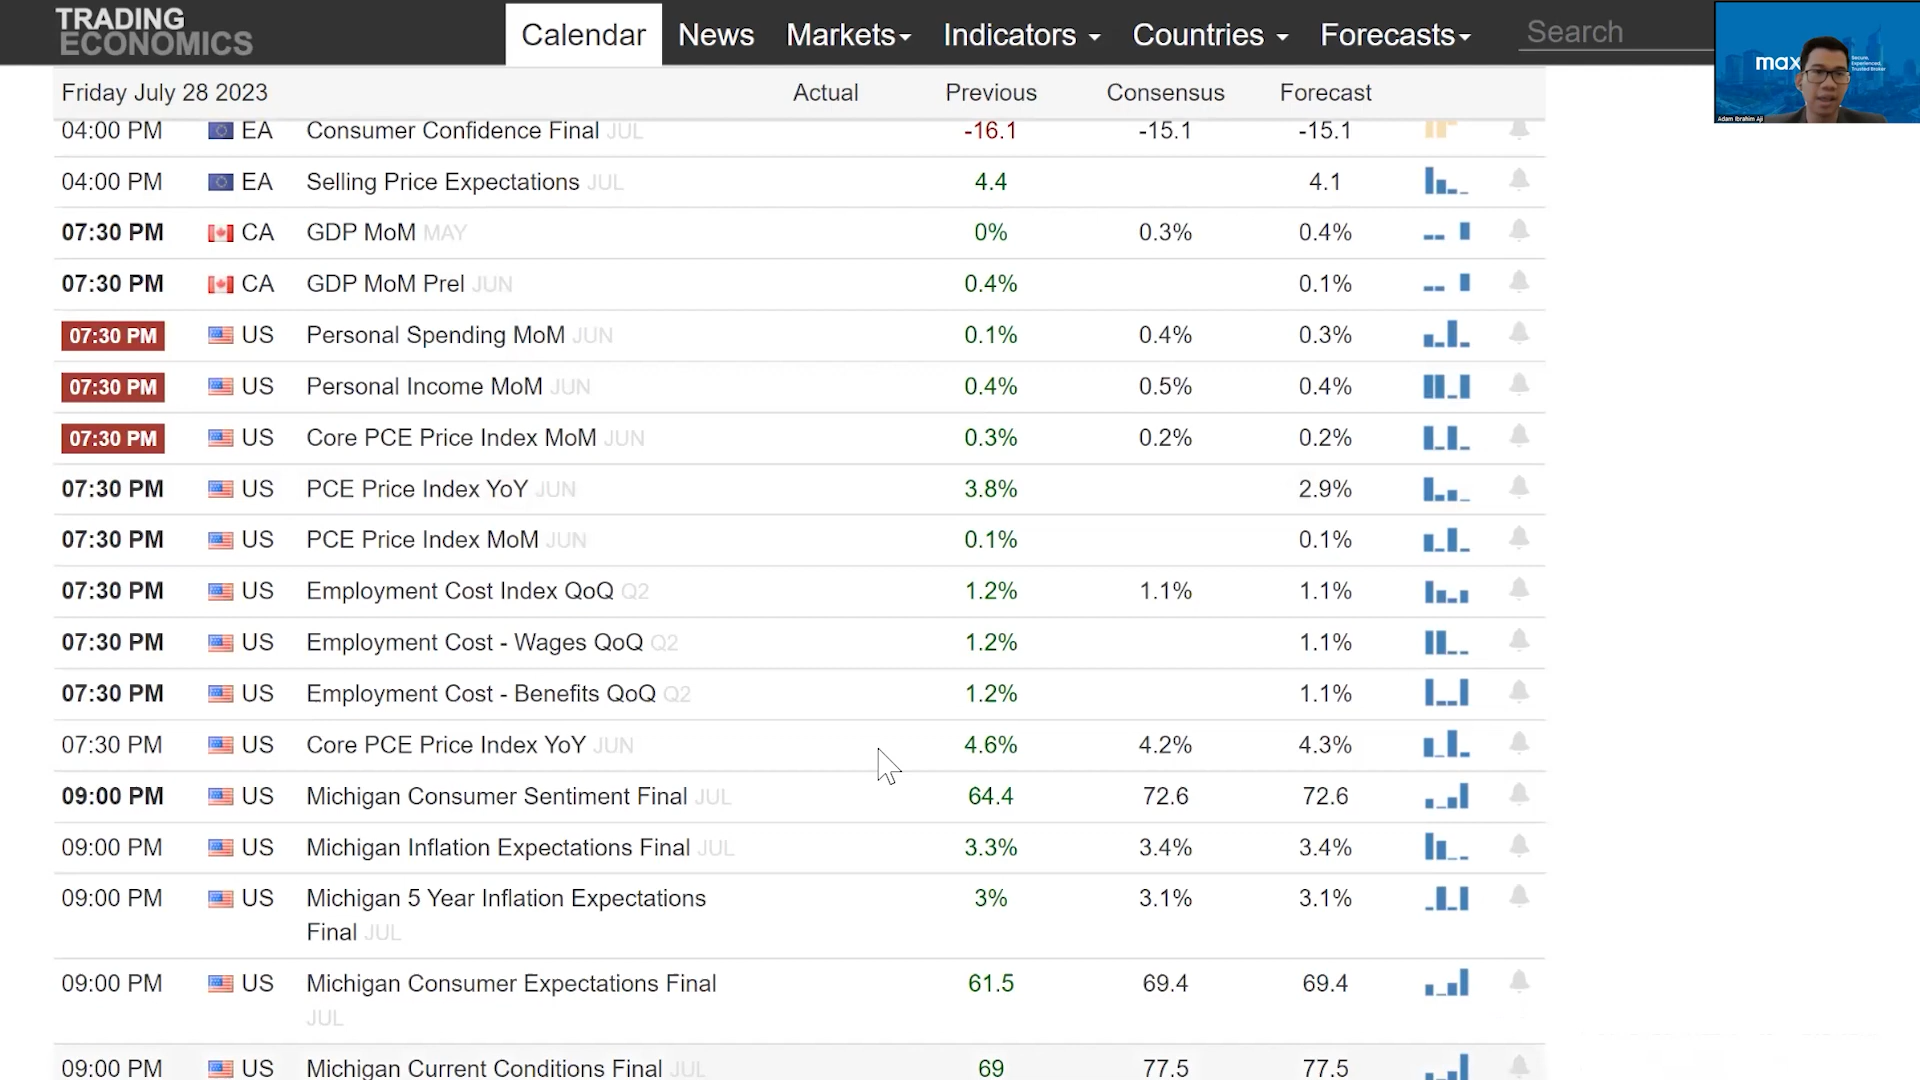 TRADING
ECONOMICS
Calendar News Markets Indicators Countries Forecasts Search
max
Secure,
Experienced,
Trusted Broker
Adam Ibrahim Aji
Friday July 28 2023 Actual Previous Consensus Forecast
04:00 PM EA Consumer Confidence Final JUL -16.1 -15.1 -15.1
04:00 PM EA Selling Price Expectations JUL 4.4 4.1
07:30 PM CA GDP MoM MAY 0% 0.3% 0.4%
07:30 PM CA GDP MoM Prel JUN 0.4% 0.1%
07:30 PM US Personal Spending MoM JUN 0.1% 0.4% 0.3%
07:30 PM US Personal Income MoM JUN 0.4% 0.5% 0.4%
07:30 PM US Core PCE Price Index MoM JUN 0.3% 0.2% 0.2%
07:30 PM US PCE Price Index YoY JUN 3.8% 2.9%
07:30 PM US PCE Price Index MoM JUN 0.1% 0.1%
07:30 PM US Employment Cost Index QoQ Q2 1.2% 1.1% 1.1%
07:30 PM US Employment Cost - Wages QoQ Q2 1.2% 1.1%
07:30 PM US Employment Cost - Benefits QoQ Q2 1.2% 1.1%
07:30 PM US Core PCE Price Index YoY JUN 4.6% 4.2% 4.3%
09:00 PM US Michigan Consumer Sentiment Final JUL 64.4 72.6 72.6
09:00 PM US Michigan Inflation Expectations Final JUL 3.3% 3.4% 3.4%
09:00 PM US Michigan 5 Year Inflation Expectations 3% 3.1% 3.1%
Final JUL
09:00 PM US Michigan Consumer Expectations Final 61.5 69.4 69.4
JUL
09:00 PM US Michigan Current Conditions Final JUL 69 77.5 77.5